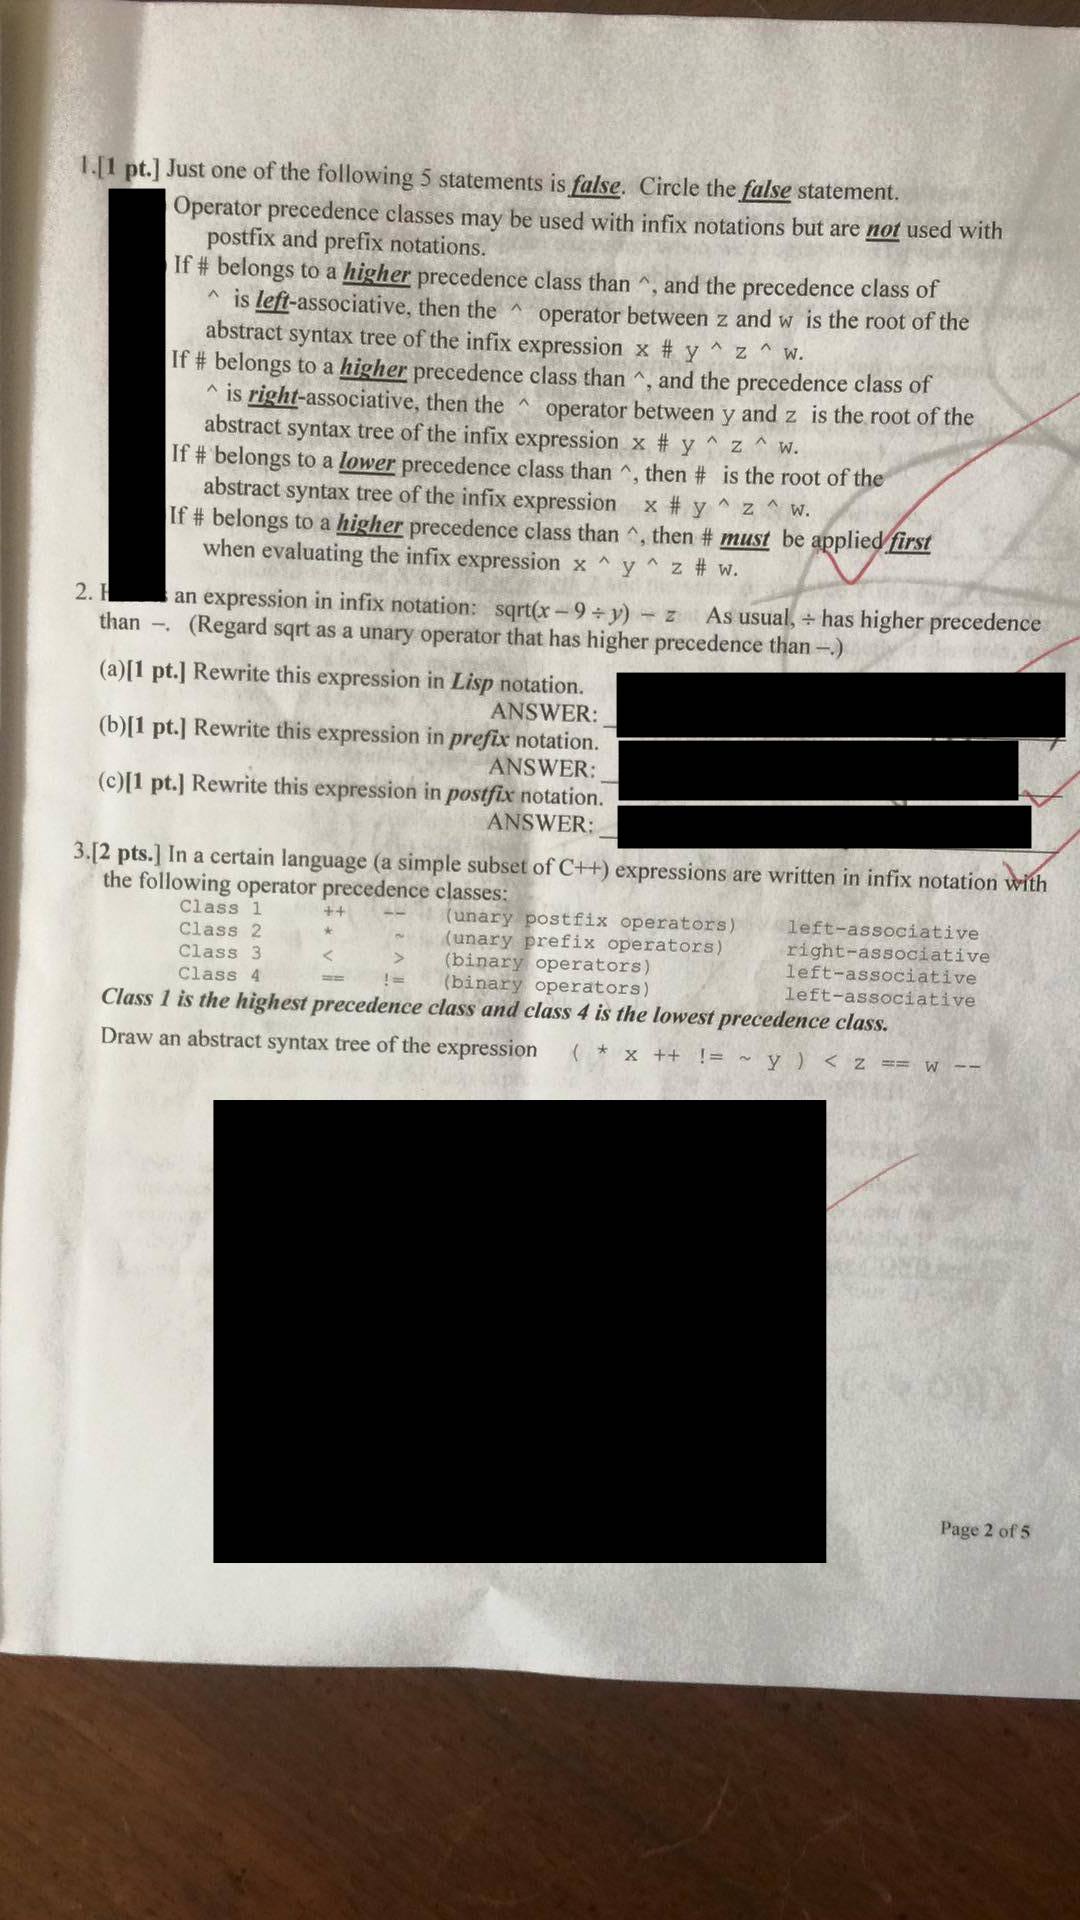 1.[1 pt.] Just one of the following 5 statements is false. Circle the false statement.
Operator precedence classes may be used with infix notations but are not used with
postfix and prefix notations.
If # belongs to a higher precedence class than ^, and the precedence class of
^ is left-associative, then the ^ operator between z and w is the root of the
abstract syntax tree of the infix expression x # y ^ z ^ w.
If # belongs to a higher precedence class than ^, and the precedence class of
^ is right-associative, then the ^ operator between y and z is the root of the
abstract syntax tree of the infix expression x # y ^ z ^ w.
If # belongs to a lower precedence class than ^, then # is the root of the
abstract syntax tree of the infix expression x # y ^ z ^ w.
If # belongs to a higher precedence class than ^, then # must be applied first
when evaluating the infix expression x ^ y ^ z # w.
2. an expression in infix notation: sqrt(x – 9 ÷ y) – z As usual, ÷ has higher precedence
than –. (Regard sqrt as a unary operator that has higher precedence than –.)
(a)[1 pt.] Rewrite this expression in Lisp notation.
ANSWER:
(b)[1 pt.] Rewrite this expression in prefix notation.
ANSWER:
(c)[1 pt.] Rewrite this expression in postfix notation.
ANSWER:
3.[2 pts.] In a certain language (a simple subset of C++) expressions are written in infix notation with
the following operator precedence classes:
Class 1 ++ -- (unary postfix operators) left-associative
Class 2 * ~ (unary prefix operators) right-associative
Class 3 < > (binary operators) left-associative
Class 4 == != (binary operators) left-associative
Class 1 is the highest precedence class and class 4 is the lowest precedence class.
Draw an abstract syntax tree of the expression ( * x ++ != ~ y ) < z == w --
Page 2 of 5